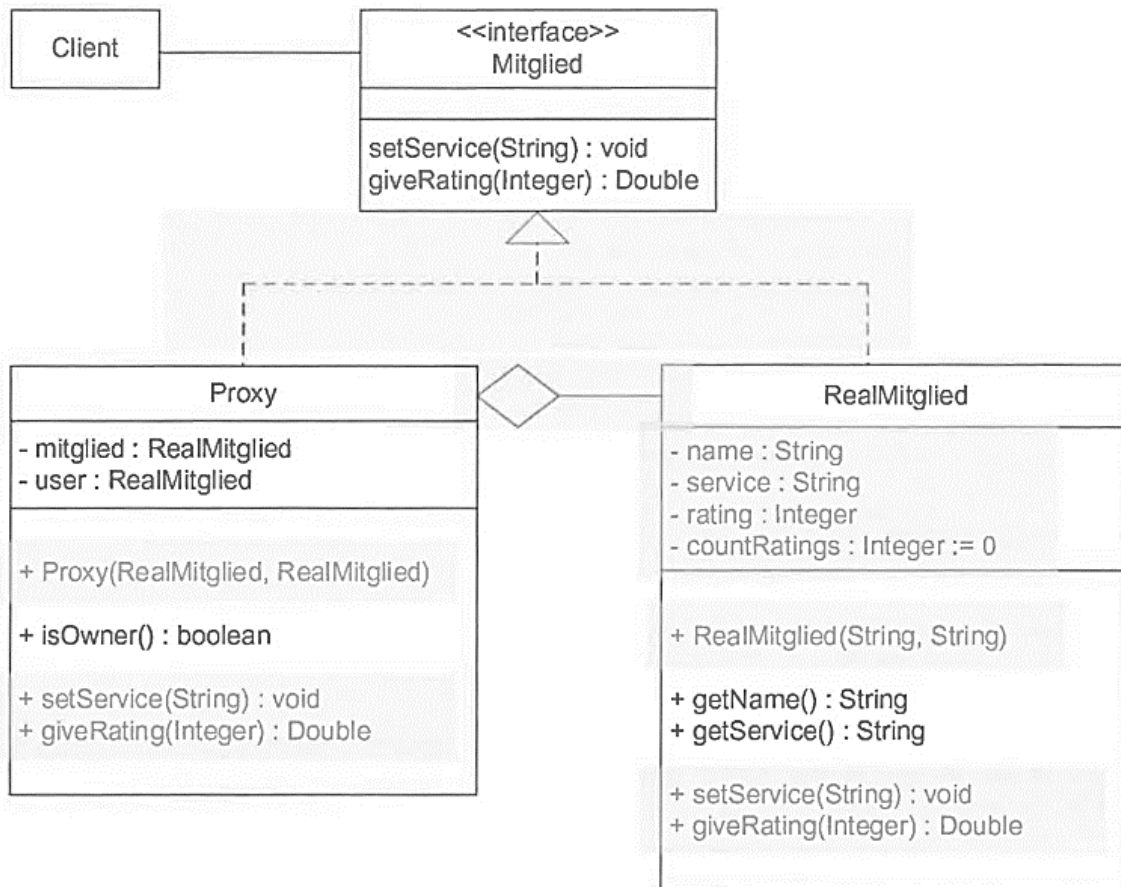 Client
<<interface>>
Mitglied
setService(String) : void
giveRating(Integer) : Double
Proxy
- mitglied : RealMitglied
- user : RealMitglied
+ Proxy(RealMitglied, RealMitglied)
+ isOwner() : boolean
+ setService(String) : void
+ giveRating(Integer) : Double
RealMitglied
- name : String
- service : String
- rating : Integer
- countRatings : Integer := 0
+ RealMitglied(String, String)
+ getName() : String
+ getService() : String
+ setService(String) : void
+ giveRating(Integer) : Double